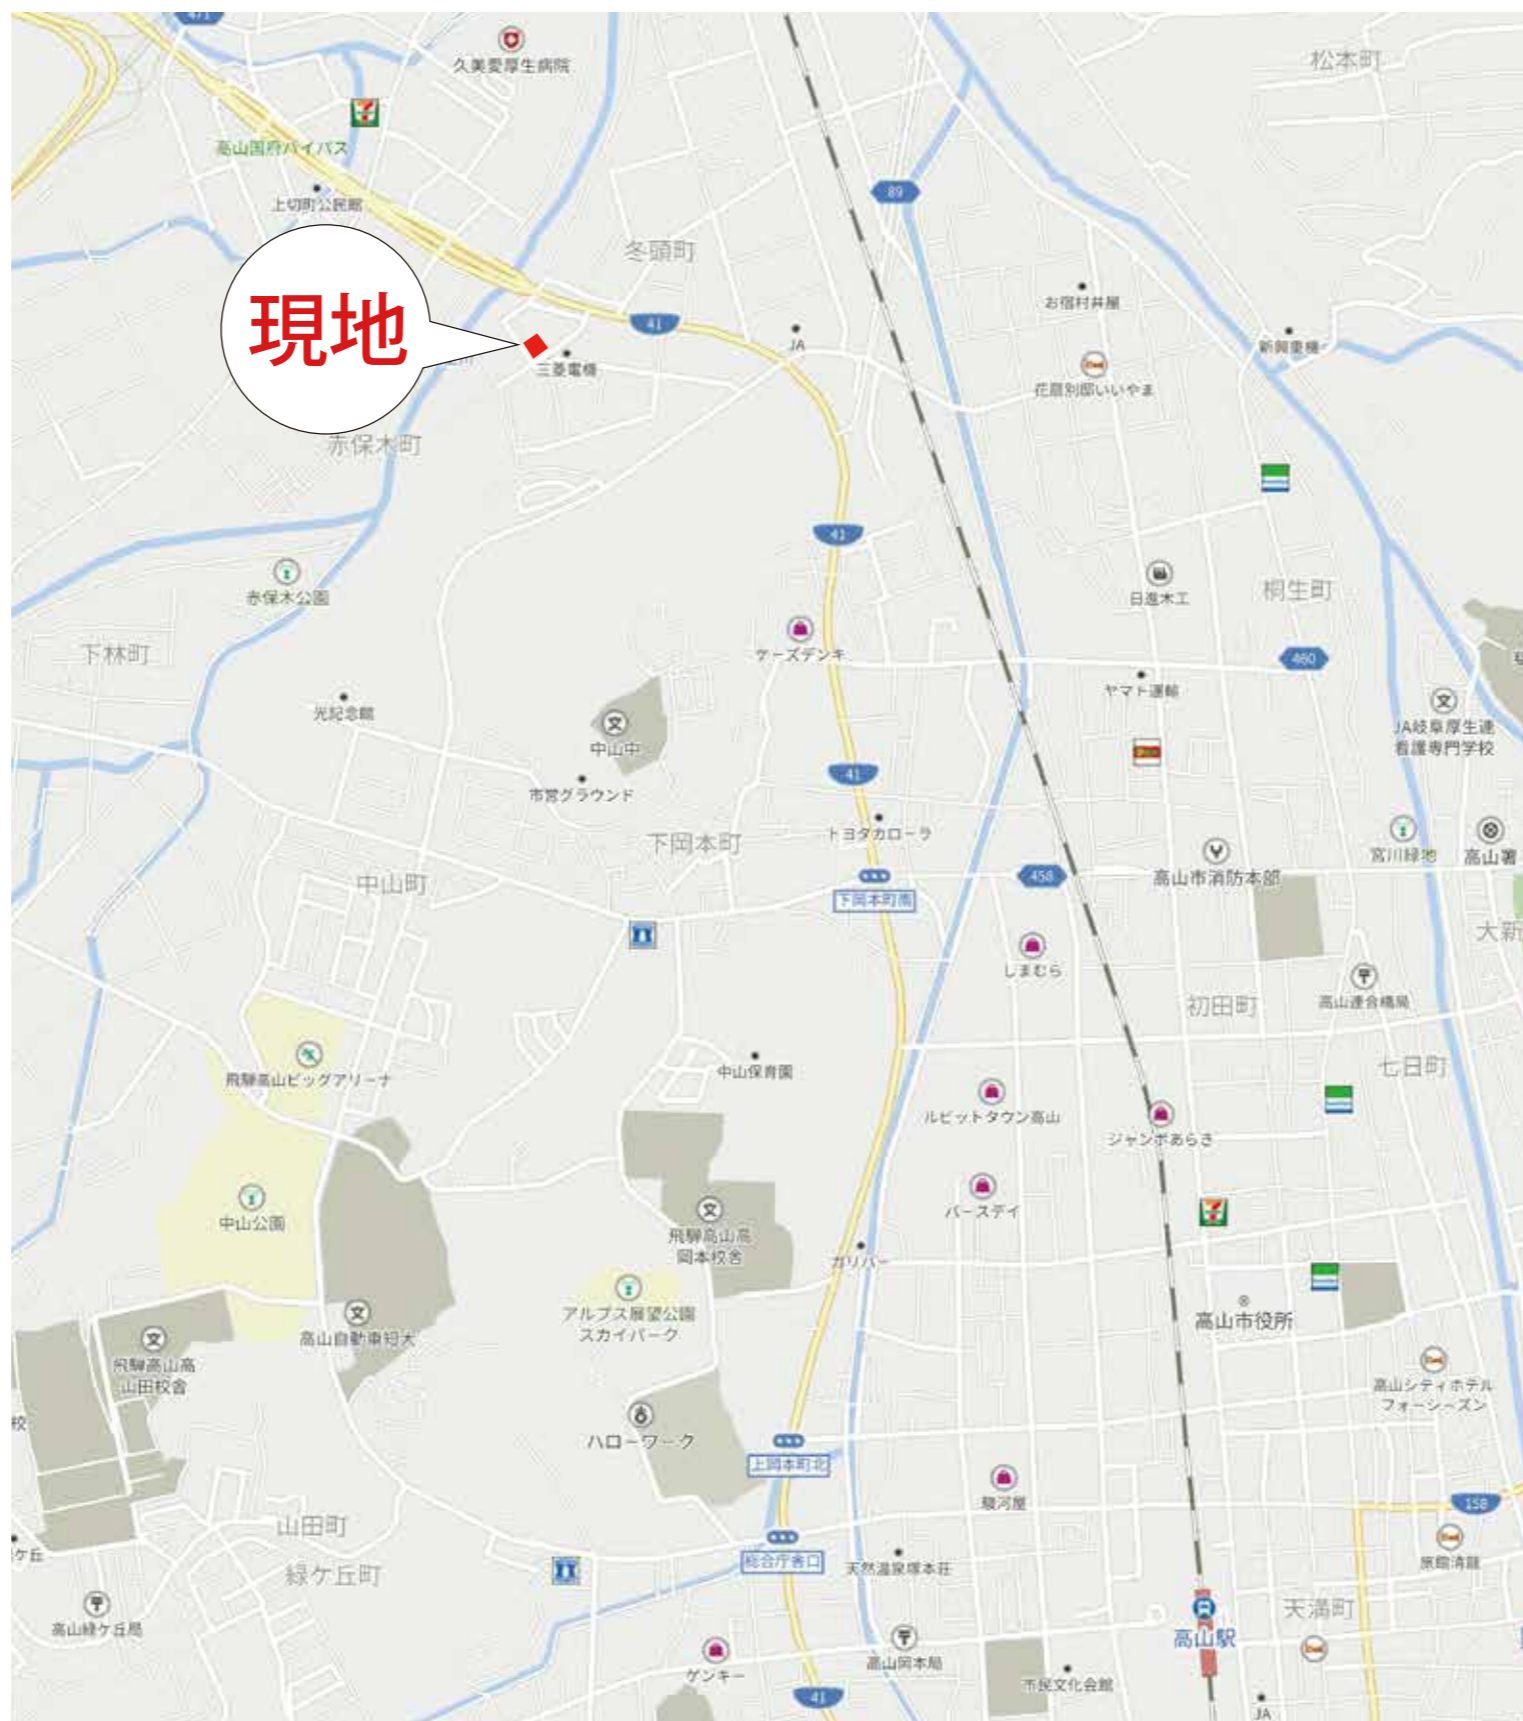 471
久美愛厚生病院
松本町
高山国府バイパス
89
上切町公民館
冬頭町
現地
お宿村井屋
41
JA
新興重機
三菱電機
花扇別邸いいやま
赤保木町
41
赤保木公園
日進木工
桐生町
下林町
ケーズデンキ
460
ヤマト運輸
光記念館
中山中
JA岐阜厚生連
看護専門学校
41
市営グラウンド
トヨタカローラ
下岡本町
宮川緑地
高山署
中山町
458
高山市消防本部
下岡本町南
大新
しまむら
初田町
高山連合橋局
飛騨高山ビッグアリーナ
中山保育園
七日町
ルビットタウン高山
ジャンボあらき
中山公園
バースデイ
飛騨高山高
岡本校舎
ガリバー
アルプス展望公園
スカイパーク
高山市役所
高山自動車短大
飛騨高山高
山田校舎
高山シティホテル
フォーシーズン
校
ハローワーク
上岡本町北
駿河屋
158
山田町
ケ丘
総合庁舎口
天然温泉塚本荘
旅館清龍
緑ケ丘町
天満町
高山緑ケ丘局
高山駅
高山岡本局
ゲンキー
市民文化会館
41
JA